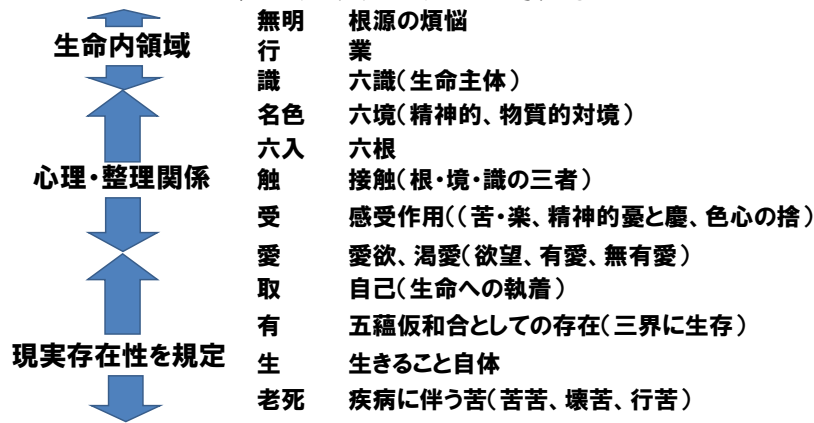 無明 根源の煩悩
生命内領域
行 業
識 六識(生命主体)
名色 六境(精神的、物質的対境)
六入 六根
心理・整理関係
触 接触(根・境・識の三者)
受 感受作用((苦・楽、精神的憂と慶、色心の捨)
愛 愛欲、渇愛(欲望、有愛、無有愛)
取 自己(生命への執着)
有 五蘊仮和合としての存在(三界に生存)
現実存在性を規定
生 生きること自体
老死 疾病に伴う苦(苦苦、壊苦、行苦)